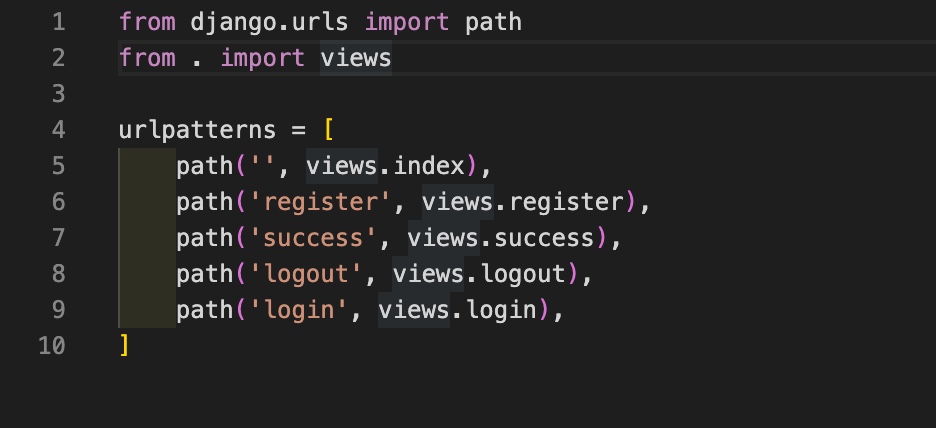 1 from django.urls import path
2 from . import views
3
4 urlpatterns = [
5     path('', views.index),
6     path('register', views.register),
7     path('success', views.success),
8     path('logout', views.logout),
9     path('login', views.login),
10 ]